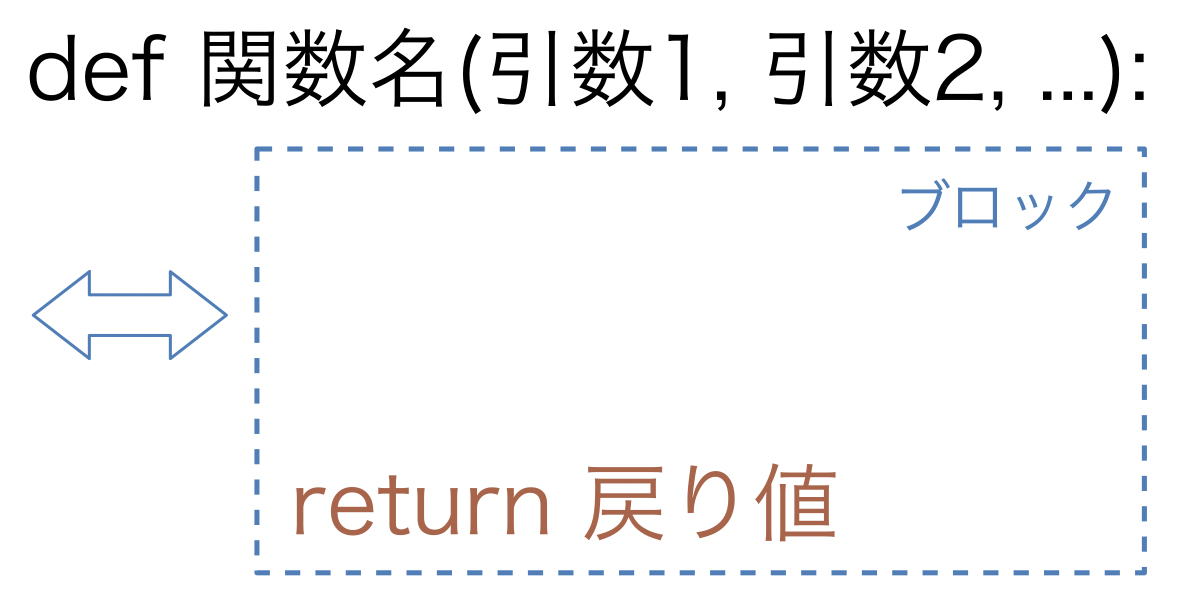 def 関数名(引数1, 引数2, ...):
ブロック
return 戻り値